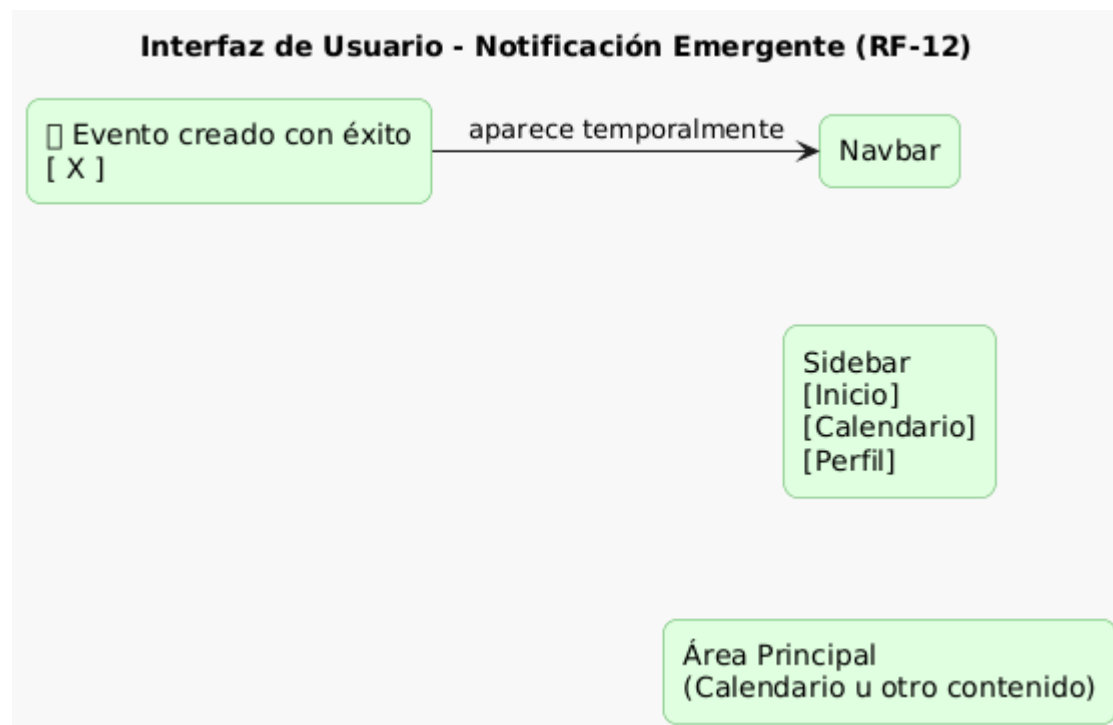 Interfaz de Usuario - Notificación Emergente (RF-12)
▯ Evento creado con éxito
[ X ]
aparece temporalmente
Navbar
Sidebar
[Inicio]
[Calendario]
[Perfil]
Área Principal
(Calendario u otro contenido)